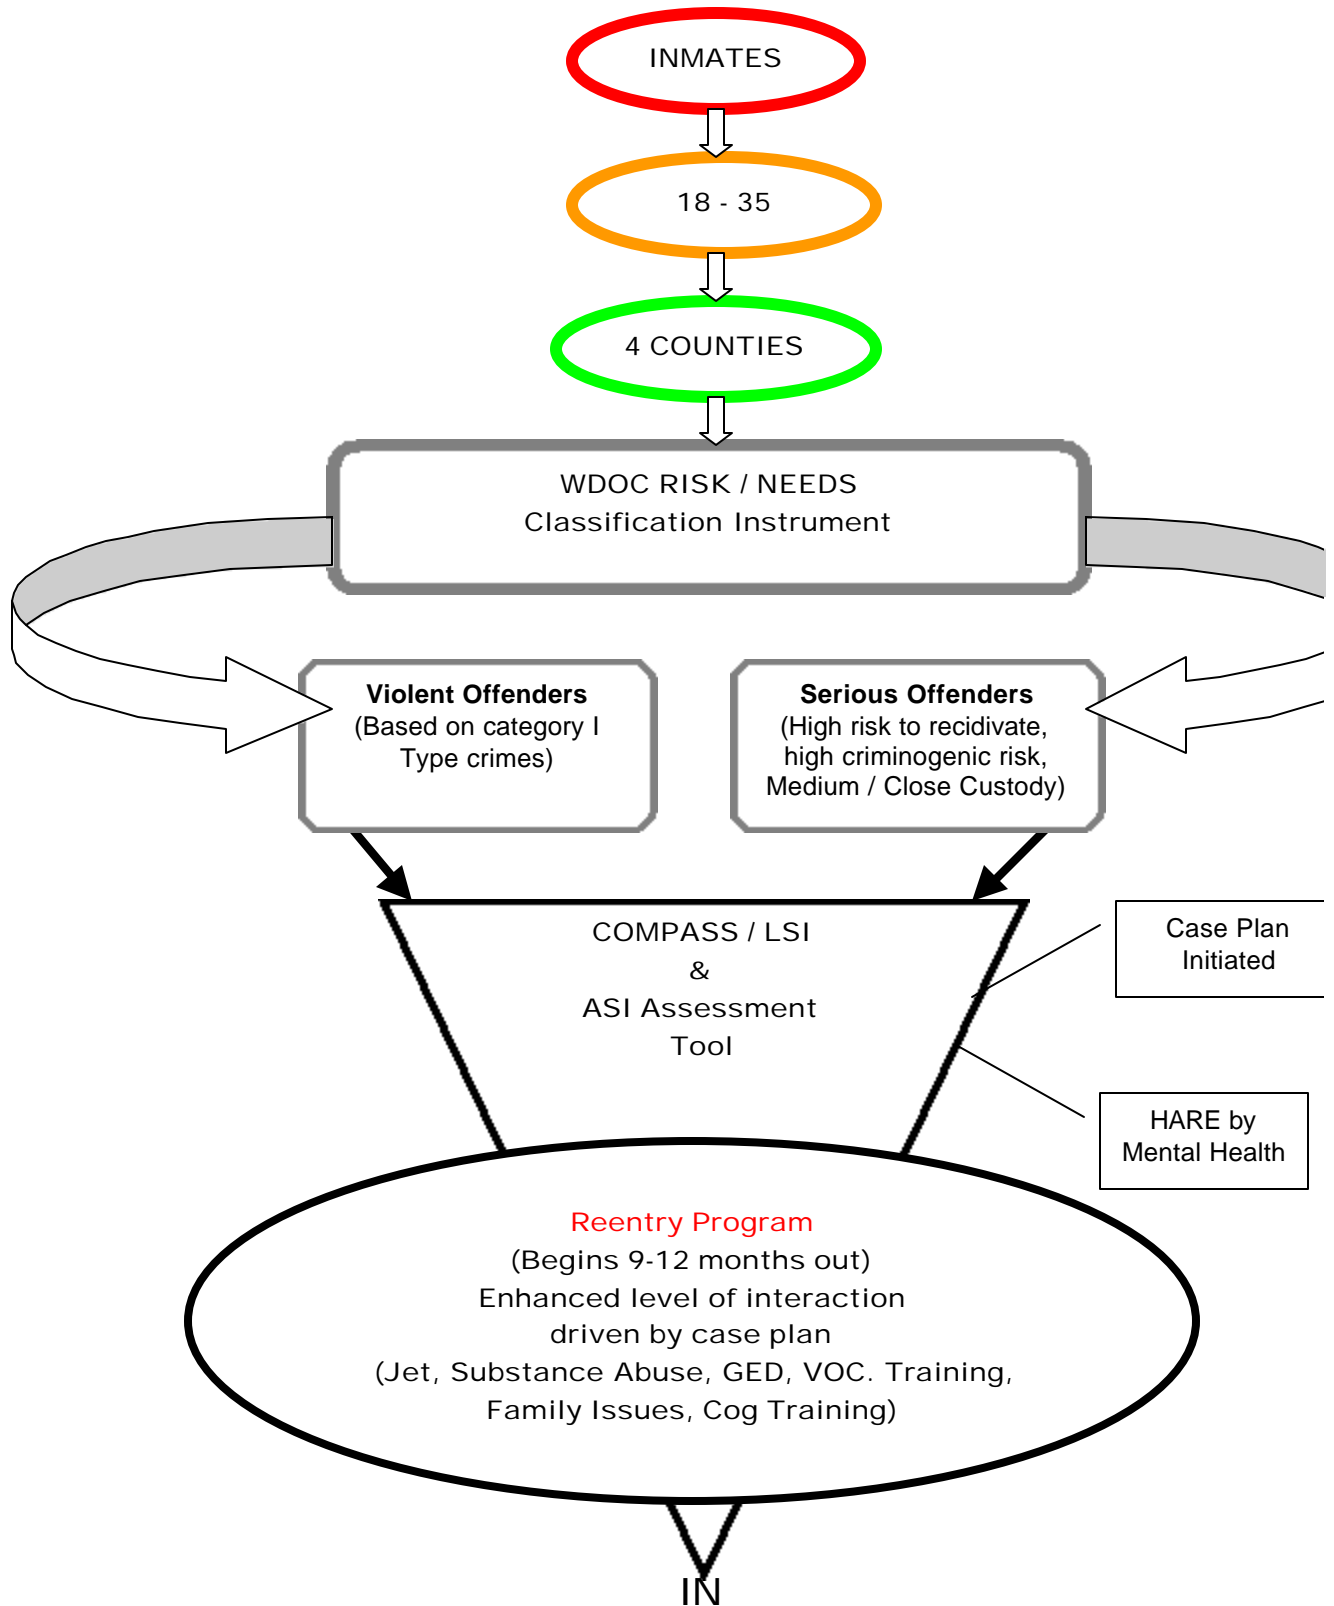 INMATES
18 - 35
4 COUNTIES
WDOC RISK / NEEDS
Classification Instrument
Violent Offenders
(Based on category I
Type crimes)
Serious Offenders
(High risk to recidivate,
high criminogenic risk,
Medium / Close Custody)
COMPASS / LSI
&
ASI Assessment
Tool
Case Plan
Initiated
HARE by
Mental Health
Reentry Program
(Begins 9-12 months out)
Enhanced level of interaction
driven by case plan
(Jet, Substance Abuse, GED, VOC. Training,
Family Issues, Cog Training)
IN